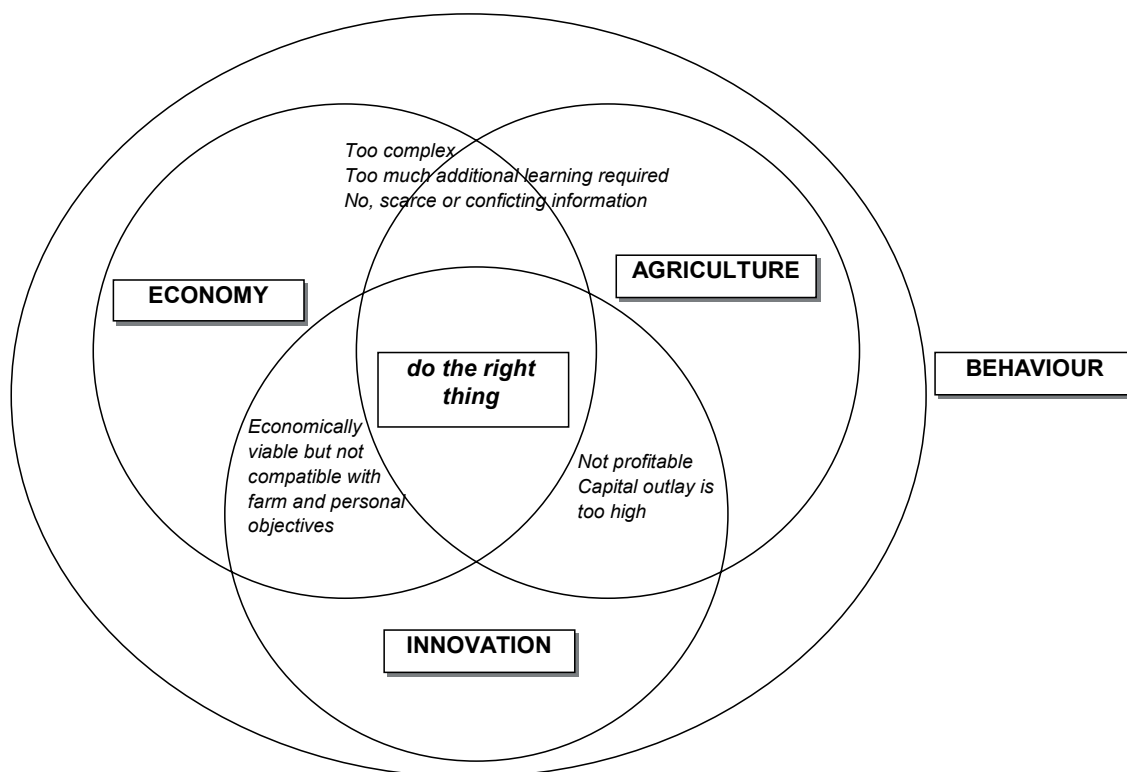 Too complex
Too much additional learning required
No, scarce or conficting information
AGRICULTURE
ECONOMY
BEHAVIOUR
do the right
thing
Economically
viable but not
compatible with
farm and personal
objectives
Not profitable
Capital outlay is
too high
INNOVATION